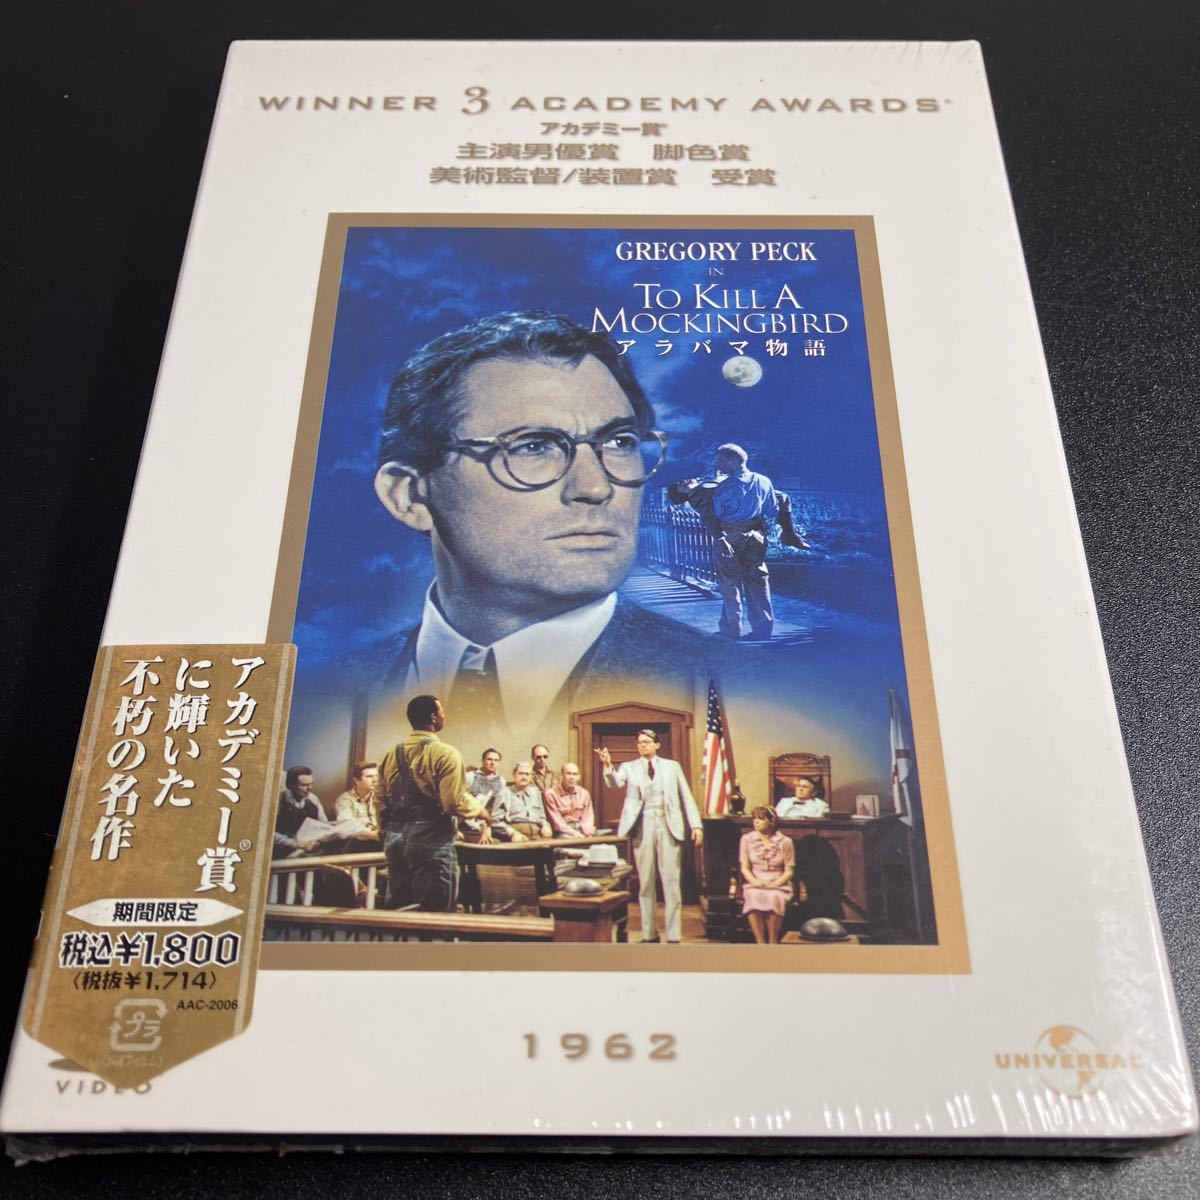 WINNER 3 ACADEMY AWARDS®
アカデミー賞®
主演男優賞 脚色賞
美術監督/装置賞 受賞
GREGORY PECK
IN
TO KILL A
MOCKINGBIRD
アラバマ物語
アカデミー®賞
に輝いた
不朽の名作
期間限定
税込¥1,800
〈税抜¥1,714〉
AAC-2006
プラ
VIDEO
1962
UNIVERSAL